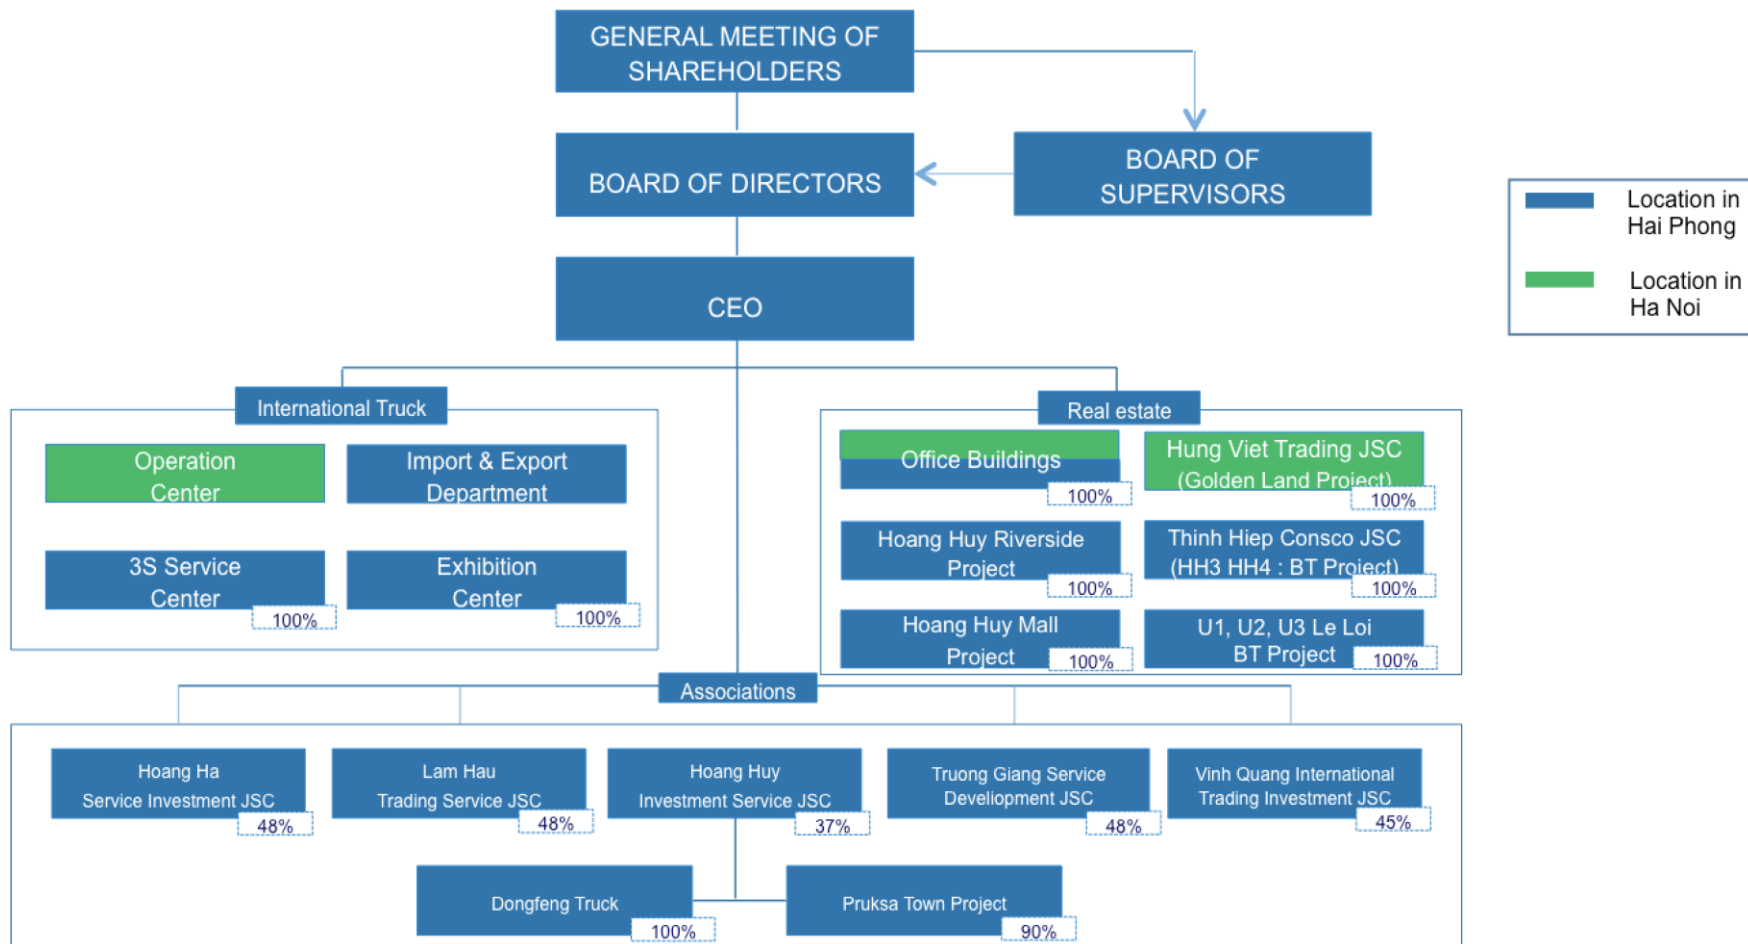 GENERAL MEETING OF
SHAREHOLDERS
BOARD OF DIRECTORS
BOARD OF
SUPERVISORS
CEO
Location in
Hai Phong
Location in
Ha Noi
International Truck
Operation
Center
Import & Export
Department
3S Service
Center
100%
Exhibition
Center
100%
Real estate
Office Buildings
100%
Hung Viet Trading JSC
(Golden Land Project)
100%
Hoang Huy Riverside
Project
100%
Thinh Hiep Consco JSC
(HH3 HH4 : BT Project)
100%
Hoang Huy Mall
Project
100%
U1, U2, U3 Le Loi
BT Project
100%
Associations
Hoang Ha
Service Investment JSC
48%
Lam Hau
Trading Service JSC
48%
Hoang Huy
Investment Service JSC
37%
Truong Giang Service
Develiopment JSC
48%
Vinh Quang International
Trading Investment JSC
45%
Dongfeng Truck
100%
Pruksa Town Project
90%